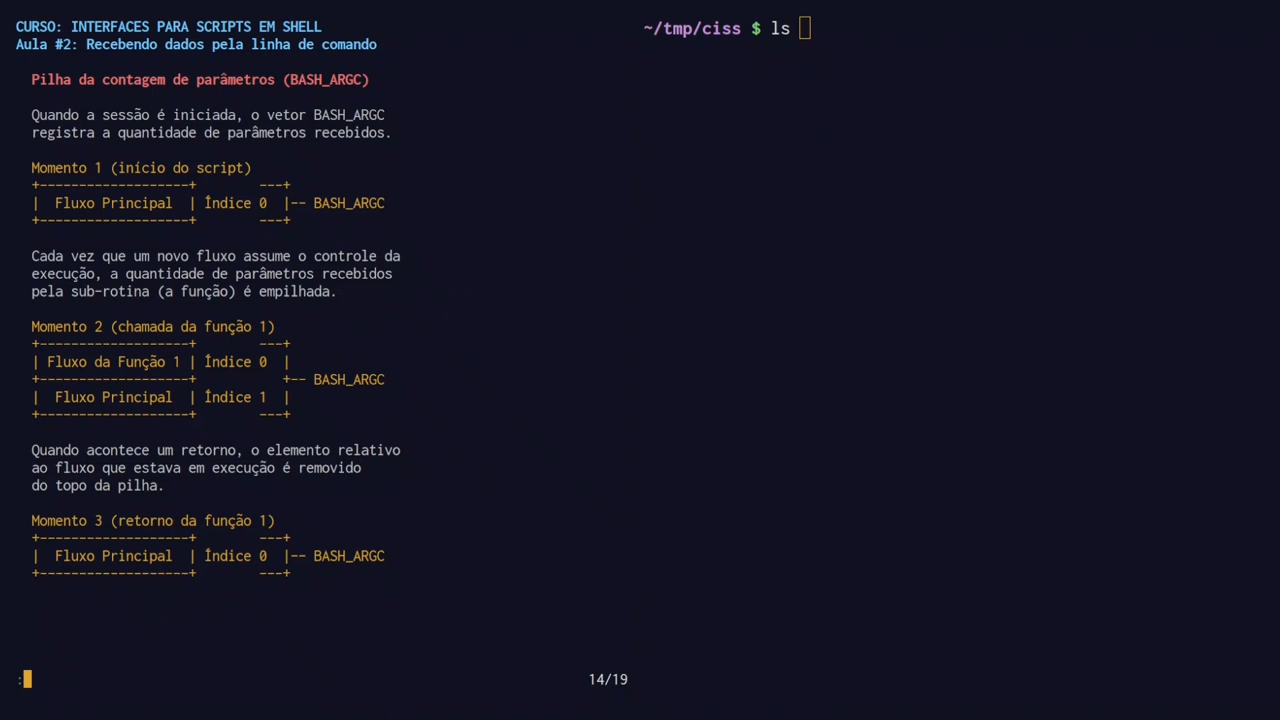 CURSO: INTERFACES PARA SCRIPTS EM SHELL
Aula #2: Recebendo dados pela linha de comando
Pilha da contagem de parâmetros (BASH_ARGC)
Quando a sessão é iniciada, o vetor BASH_ARGC
registra a quantidade de parâmetros recebidos.
Momento 1 (início do script)
+-------------------+        ---+
|  Fluxo Principal  | Índice 0  |-- BASH_ARGC
+-------------------+        ---+
Cada vez que um novo fluxo assume o controle da
execução, a quantidade de parâmetros recebidos
pela sub-rotina (a função) é empilhada.
Momento 2 (chamada da função 1)
+-------------------+        ---+
| Fluxo da Função 1 | Índice 0  |
+-------------------+           +-- BASH_ARGC
|  Fluxo Principal  | Índice 1  |
+-------------------+        ---+
Quando acontece um retorno, o elemento relativo
ao fluxo que estava em execução é removido
do topo da pilha.
Momento 3 (retorno da função 1)
+-------------------+        ---+
|  Fluxo Principal  | Índice 0  |-- BASH_ARGC
+-------------------+        ---+
:
14/19
~/tmp/ciss $ ls